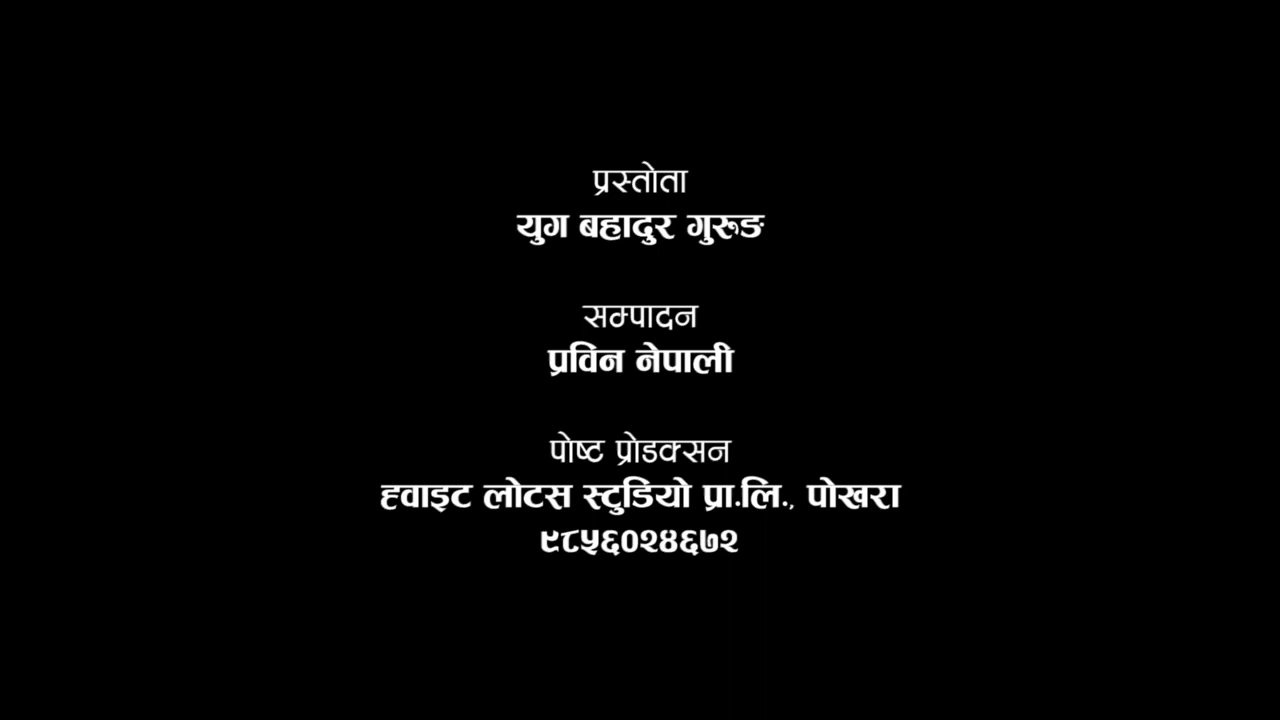 प्रस्तोता
युग बहादुर गुरुङ
सम्पादन
प्रविन नेपाली
पोष्ट प्रोडक्सन
ह्वाइट लोटस स्टुडियो प्रा.लि., पोखरा
९८५६०२४६७२